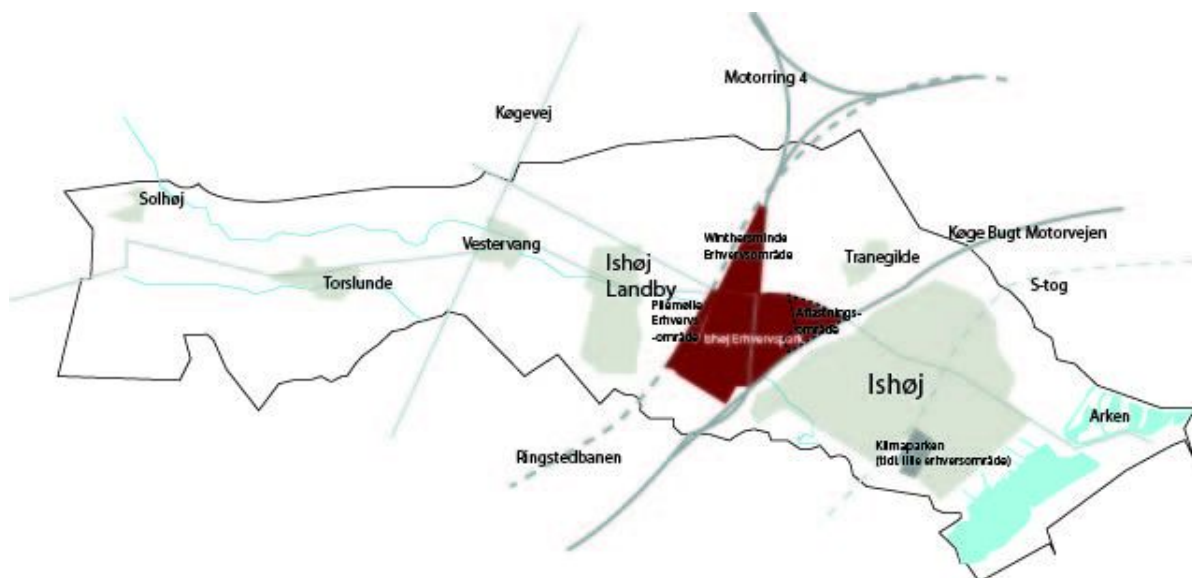 Motorring 4
Køgevej
Solhøj
Køge Bugt Motorvejen
Winthersminde
Erhvervsområde
Vestervang
Tranegilde
Ishøj
Landby
Torslunde
S-tog
Pilemølle
Erhvervs
-område
Aflastnings-
område
Ishøj Erhvervspark
Ishøj
Arken
Klimaparken
(tidl. lille erhversområde)
Ringstedbanen